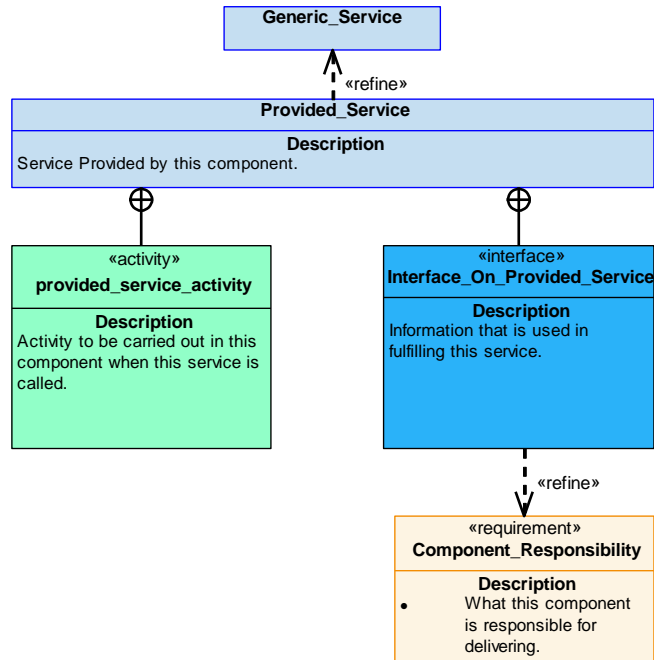 Generic_Service
«refine»
Provided_Service
Description
Service Provided by this component.
«activity»
provided_service_activity
Description
Activity to be carried out in this
component when this service is
called.
«interface»
Interface_On_Provided_Service
Description
Information that is used in
fulfilling this service.
«refine»
«requirement»
Component_Responsibility
Description
• What this component
is responsible for
delivering.